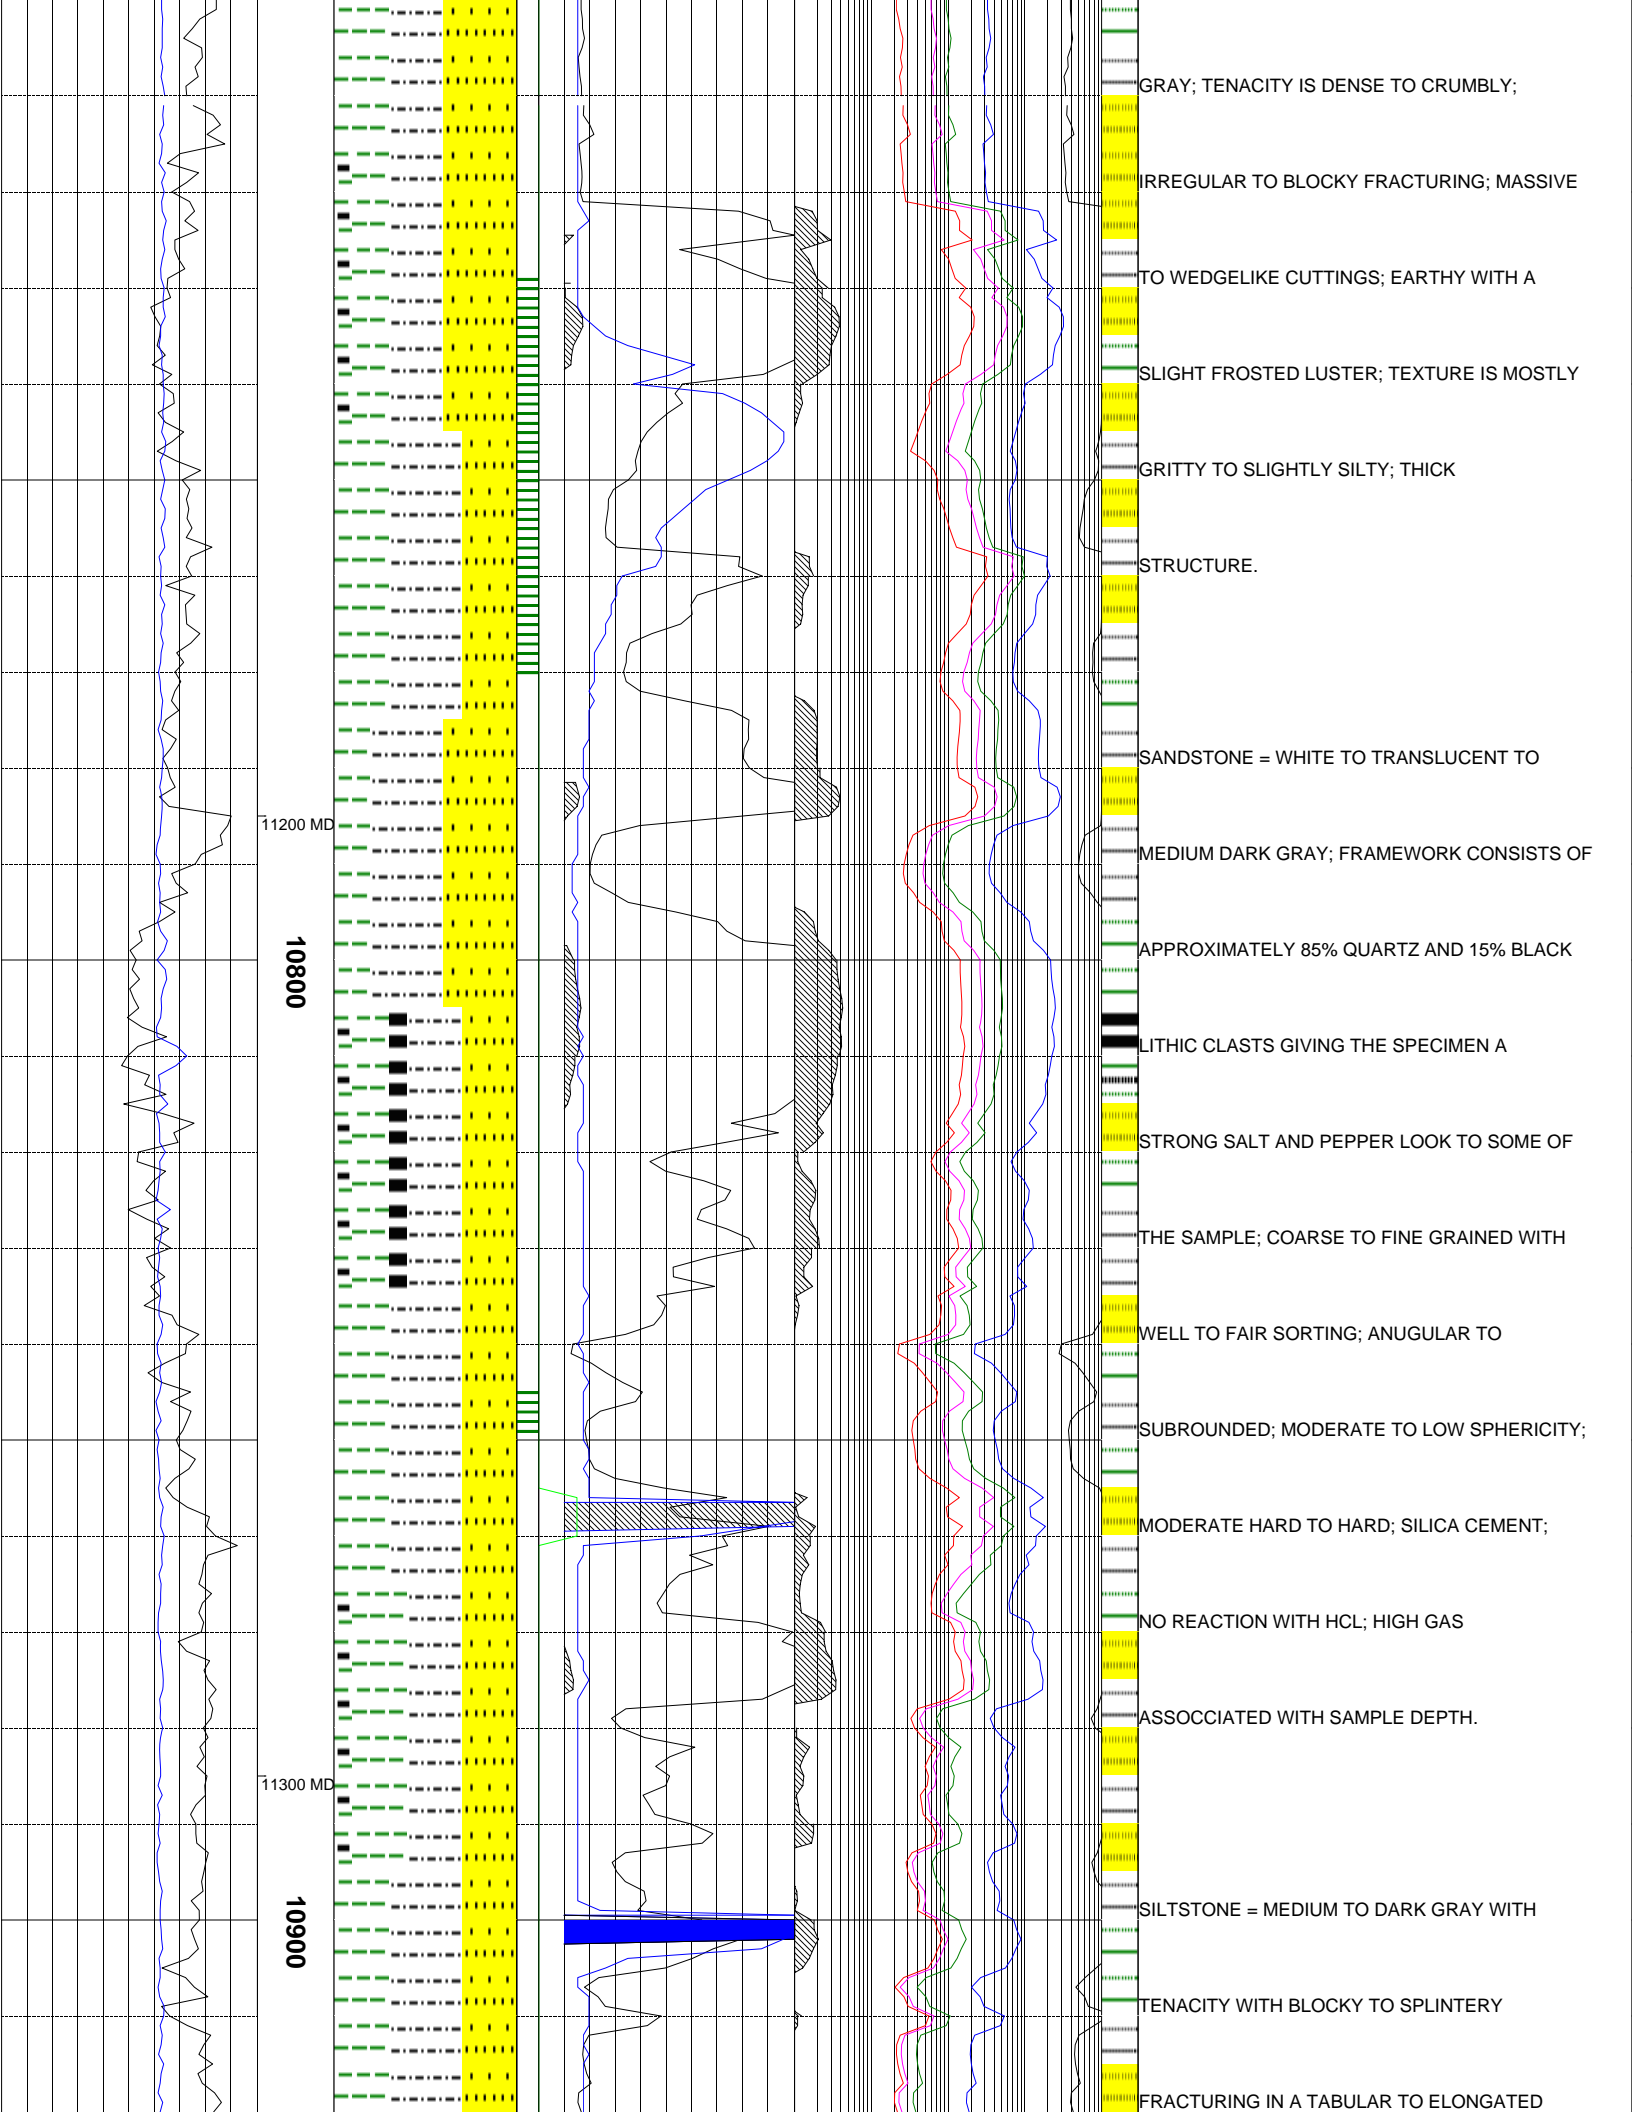 GRAY; TENACITY IS DENSE TO CRUMBLY;
IRREGULAR TO BLOCKY FRACTURING; MASSIVE
TO WEDGELIKE CUTTINGS; EARTHY WITH A
SLIGHT FROSTED LUSTER; TEXTURE IS MOSTLY
GRITTY TO SLIGHTLY SILTY; THICK
STRUCTURE.
SANDSTONE = WHITE TO TRANSLUCENT TO
11200 MD
MEDIUM DARK GRAY; FRAMEWORK CONSISTS OF
APPROXIMATELY 85% QUARTZ AND 15% BLACK
10800
LITHIC CLASTS GIVING THE SPECIMEN A
STRONG SALT AND PEPPER LOOK TO SOME OF
THE SAMPLE; COARSE TO FINE GRAINED WITH
WELL TO FAIR SORTING; ANUGULAR TO
SUBROUNDED; MODERATE TO LOW SPHERICITY;
MODERATE HARD TO HARD; SILICA CEMENT;
NO REACTION WITH HCL; HIGH GAS
ASSOCCIATED WITH SAMPLE DEPTH.
11300 MD
SILTSTONE = MEDIUM TO DARK GRAY WITH
10900
TENACITY WITH BLOCKY TO SPLINTERY
FRACTURING IN A TABULAR TO ELONGATED